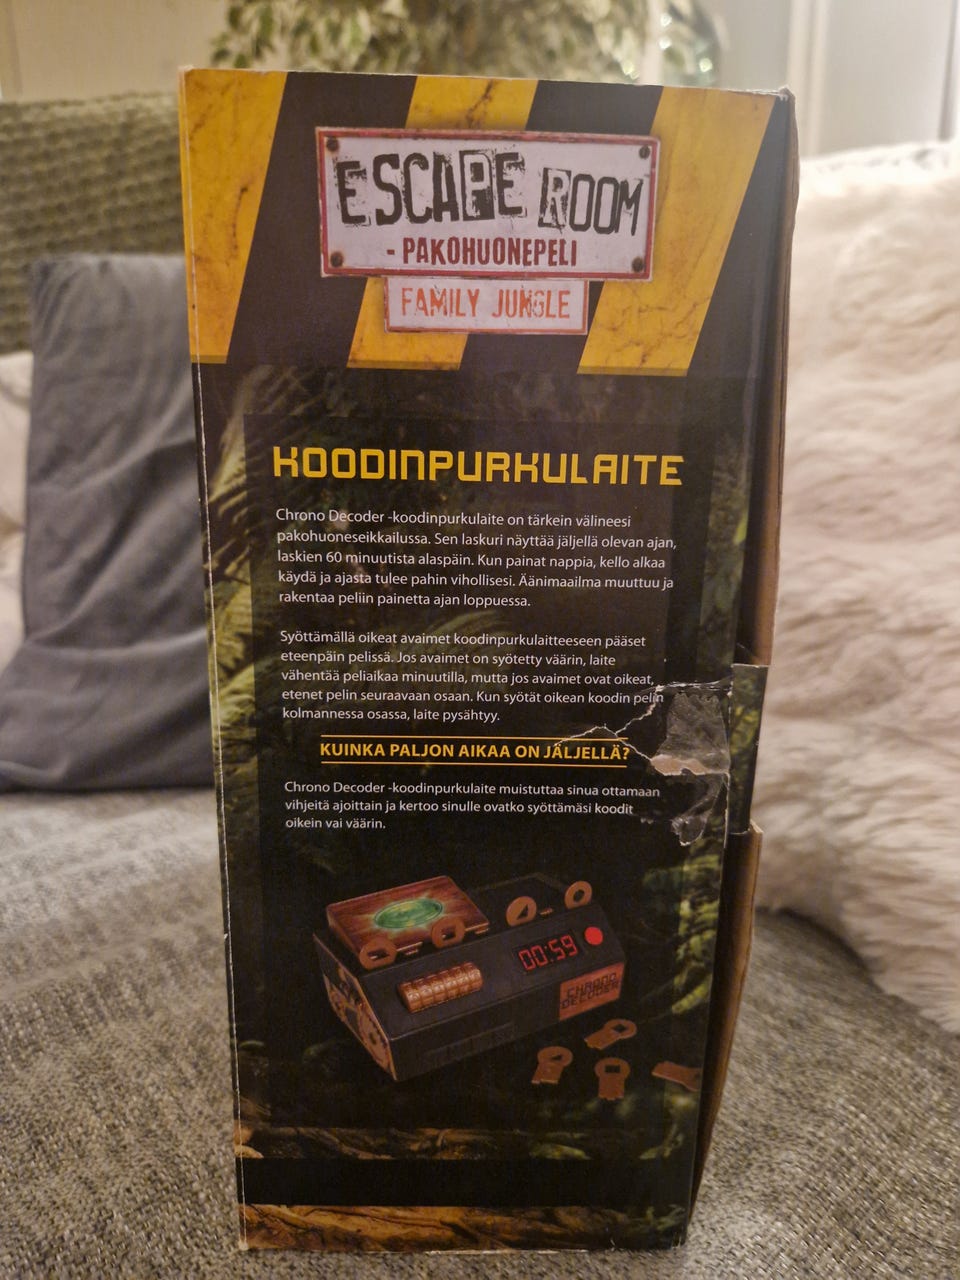 ESCAPE ROOM
- PAKOHUONEPELI
FAMILY JUNGLE
KOODINPURKULAITE
Chrono Decoder -koodinpurkulaite on tärkein välineesi
pakohuoneseikkailussa. Sen laskuri näyttää jäljellä olevan ajan,
laskien 60 minuutista alaspäin. Kun painat nappia, kello alkaa
käydä ja ajasta tulee pahin vihollisesi. Äänimaailma muuttuu ja
rakentaa peliin painetta ajan loppuessa.
Syöttämällä oikeat avaimet koodinpurkulaitteeseen pääset
eteenpäin pelissä. Jos avaimet on syötetty väärin, laite
vähentää peliaikaa minuutilla, mutta jos avaimet ovat oikeat,
etenet pelin seuraavaan osaan. Kun syötät oikean koodin pelin
kolmannessa osassa, laite pysähtyy.
KUINKA PALJON AIKAA ON JÄLJELLÄ?
Chrono Decoder -koodinpurkulaite muistuttaa sinua ottamaan
vihjeitä ajoittain ja kertoo sinulle ovatko syöttämäsi koodit
oikein vai väärin.
00:59
CHRONO
DECODER